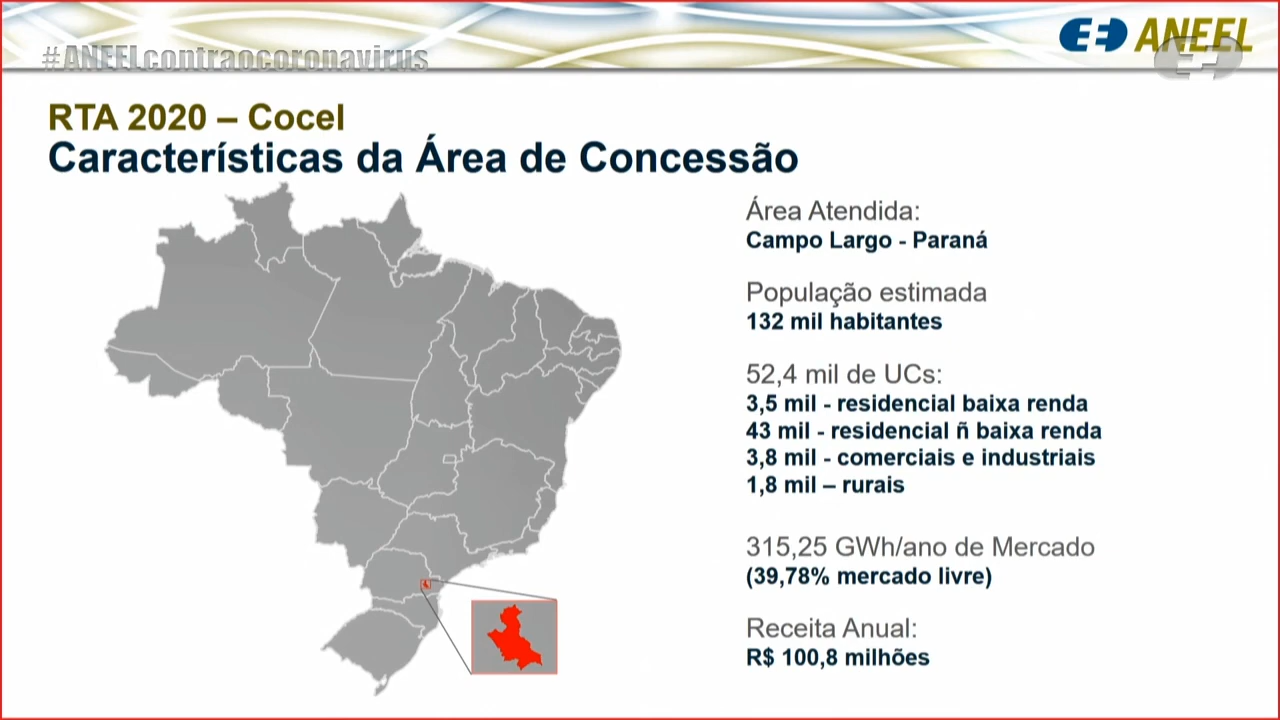 #ANEELcontraocoronavirus
ANEEL
RTA 2020 – Cocel
Características da Área de Concessão
Área Atendida:
Campo Largo - Paraná
População estimada
132 mil habitantes
52,4 mil de UCs:
3,5 mil - residencial baixa renda
43 mil - residencial ñ baixa renda
3,8 mil - comerciais e industriais
1,8 mil – rurais
315,25 GWh/ano de Mercado
(39,78% mercado livre)
Receita Anual:
R$ 100,8 milhões